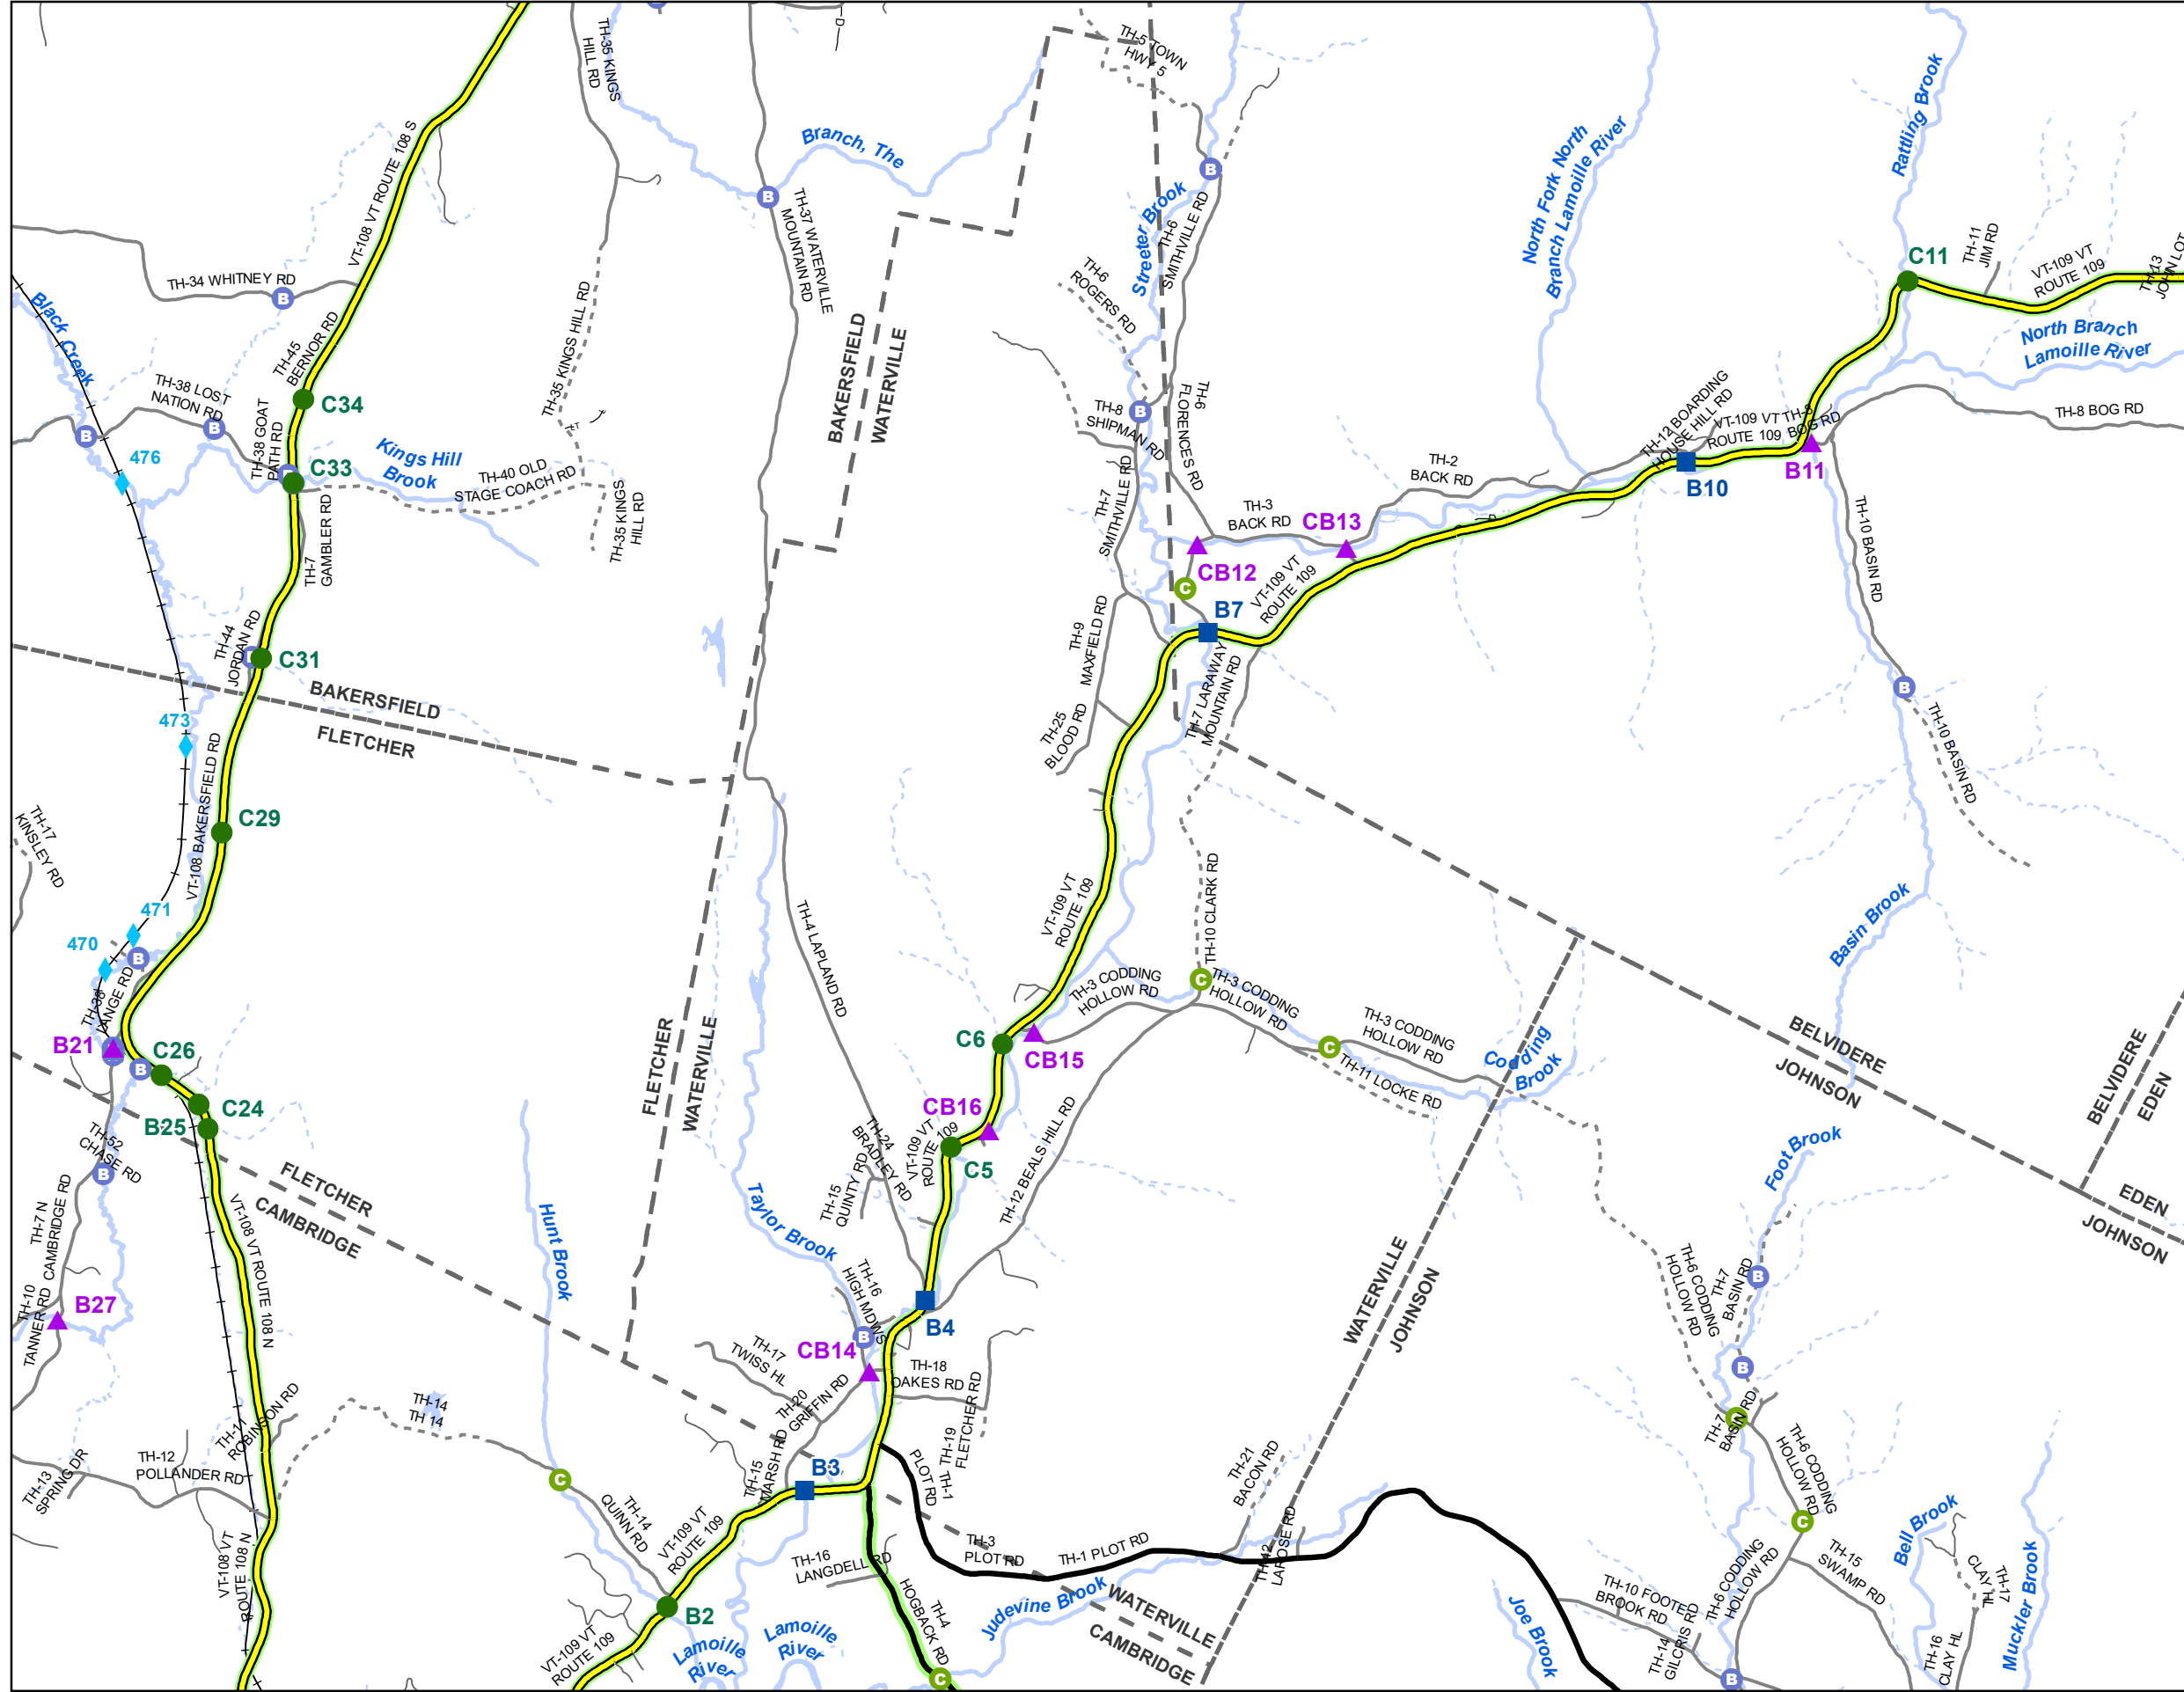 TH-35 KINGS
HILL RD
D
TH-5 TOWN
HWY 5
Rattling Brook
VT-108 VT ROUTE 108 S
Branch, The
B
B
North Fork North
Branch Lamoille River
TH-37 WATERVILLE
MOUNTAIN RD
Streeter Brook
TH-6
SMITHVILLE RD
C11
TH-11
JIM RD
VT-109 VT
ROUTE 109
TH-13
JOHN LOT
TH-34 WHITNEY RD
B
TH-6
ROGERS RD
Black Creek
TH-45
BERNOR RD
TH-35 KINGS HILL RD
BAKERSFIELD
WATERVILLE
North Branch
Lamoille River
TH-38 LOST
NATION RD
B
B
C34
TH-38 GOAT
PATH RD
TH-8
SHIPMAN RD
B
TH-6
FLORENCES RD
TH-12 BOARDING
HOUSE HILL RD
VT-109 VT
ROUTE 109
TH-8
BOG RD
TH-8 BOG RD
476
C33
Kings Hill
Brook
TH-40 OLD
STAGE COACH RD
TH-35 KINGS
HILL RD
TH-2
BACK RD
B10
B11
TH-7
GAMBLER RD
TH-7
SMITHVILLE RD
TH-3
BACK RD
CB13
D
TH-10 BASIN RD
CB12
C
VT-109 VT
ROUTE 109
B7
TH-44
JORDAN RD
C31
TH-9
MAXFIELD RD
TH-7 LARAWAY
MOUNTAIN RD
B
BAKERSFIELD
FLETCHER
473
TH-25
BLOOD RD
TH-10 BASIN RD
VT-108 BAKERSFIELD RD
C29
TH-17
KINSLEY RD
VT-109 VT
ROUTE 109
TH-10 CLARK RD
Basin Brook
471
470
B
TH-4 LAPLAND RD
TH-3 CODDING
HOLLOW RD
C
TH-3 CODDING
HOLLOW RD
TH-38
LANGE RD
FLETCHER
WATERVILLE
C6
CB15
C
TH-3 CODDING
HOLLOW RD
Codding
Brook
BELVIDERE
JOHNSON
BELVIDERE
EDEN
B21
B
C26
TH-11 LOCKE RD
C24
B25
CB16
VT-109 VT
ROUTE 109
C5
TH-24
BRADLEY RD
TH-12 BEALS HILL RD
TH-52
CHASE RD
B
Foot Brook
FLETCHER
CAMBRIDGE
TH-15
QUINTY RD
EDEN
JOHNSON
TH-7 N
CAMBRIDGE RD
VT-108 VT ROUTE 108 N
Hunt Brook
Taylor Brook
TH-16
HIGH MDWS
WATERVILLE
JOHNSON
TH-6 CODDING
HOLLOW RD
TH-7
BASIN RD
B
TH-10
TANNER RD
B27
B4
B
CB14
TH-17
TWISS HL
TH-18
OAKES RD
B
TH-20
GRIFFIN RD
TH-19
FLETCHER RD
TH-14
TH 14
TH-11
ROBINSON RD
TH-7
BASIN RD
C
TH-6 CODDING
HOLLOW RD
TH-12
POLLANDER RD
TH-13
SPRING DR
C
TH-15
MARSH RD
B3
TH-1
PLOT RD
TH-21
BACON RD
C
TH-14
QUINN RD
VT-109 VT
ROUTE 109
VT-108 VT
ROUTE 108 N
TH-16
LANGDELL RD
TH-3
PLOT RD
TH-1 PLOT RD
TH-42
LAROSE RD
Bell Brook
Muckler Brook
TH-15
SWAMP RD
TH-17
CLAY HL
B2
TH-4
HOGBACK RD
Judevine Brook
WATERVILLE
CAMBRIDGE
Joe Brook
TH-10 FOOTE
BROOK RD
TH-6 CODDING
HOLLOW RD
TH-14
GILCRIS RD
TH-16
CLAY HL
VT-109 VT
ROUTE 109
Lamoille
River
Lamoille
River
C
B